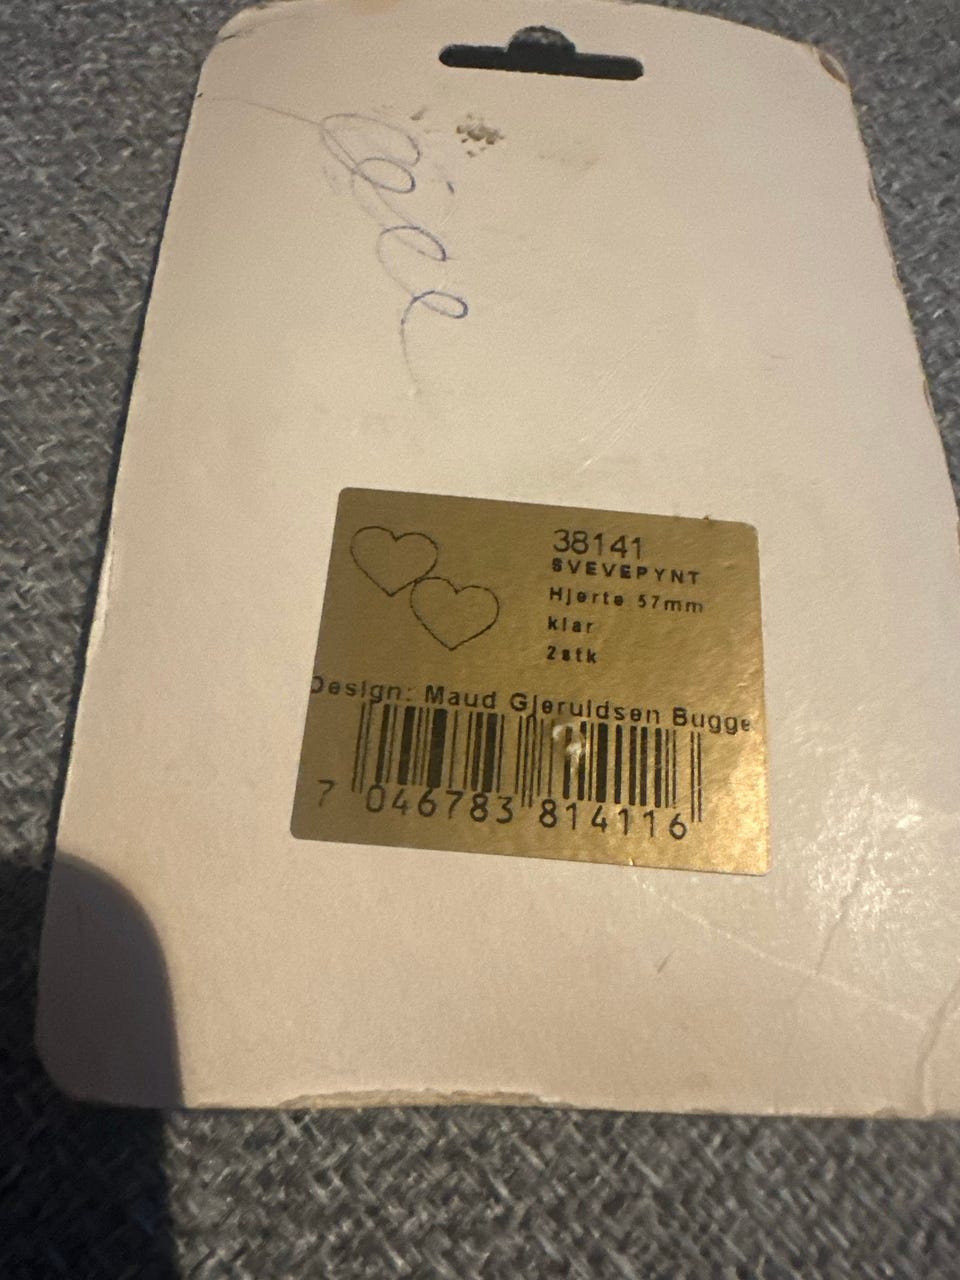 38141
SVEVEPYNT
Hjerte 57mm
klar
2stk
Design: Maud Gjeruldsen Bugge
7 046783 814116